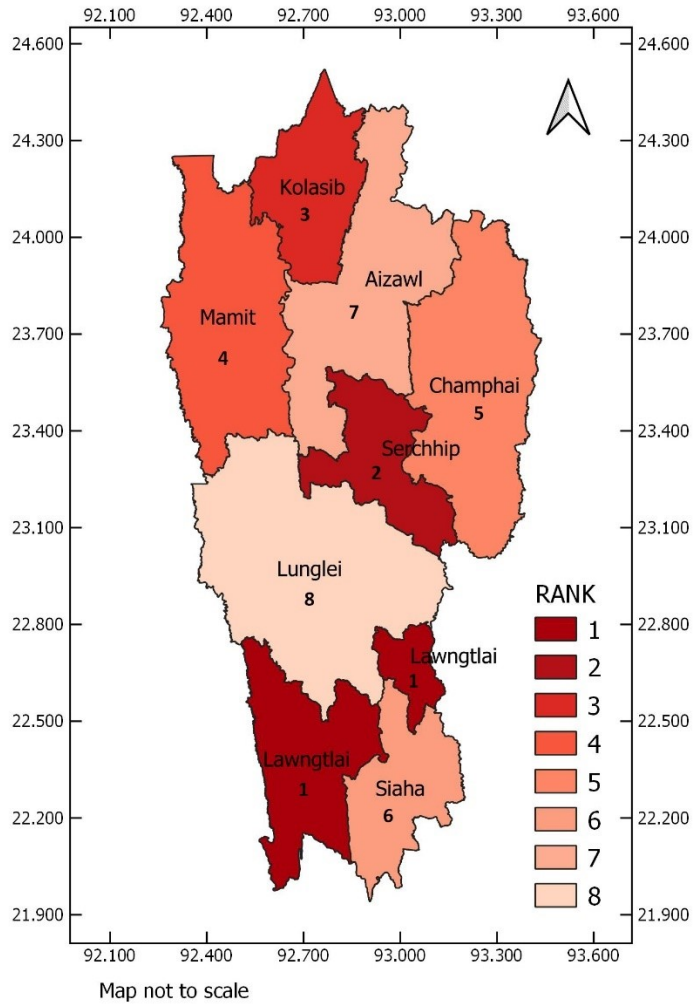 92.100 92.400 92.700 93.000 93.300 93.600
24.600 24.600
24.300 24.300
Kolasib
3
24.000 24.000
Aizawl
7
Mamit
4
23.700 23.700
Champhai
5
23.400 23.400
Serchhip
2
23.100 23.100
Lunglei
8
RANK
1
2
3
4
5
6
7
8
22.800 22.800
Lawngtlai
1
22.500 22.500
Lawngtlai
1
Siaha
6
22.200 22.200
21.900 21.900
92.100 92.400 92.700 93.000 93.300 93.600
Map not to scale